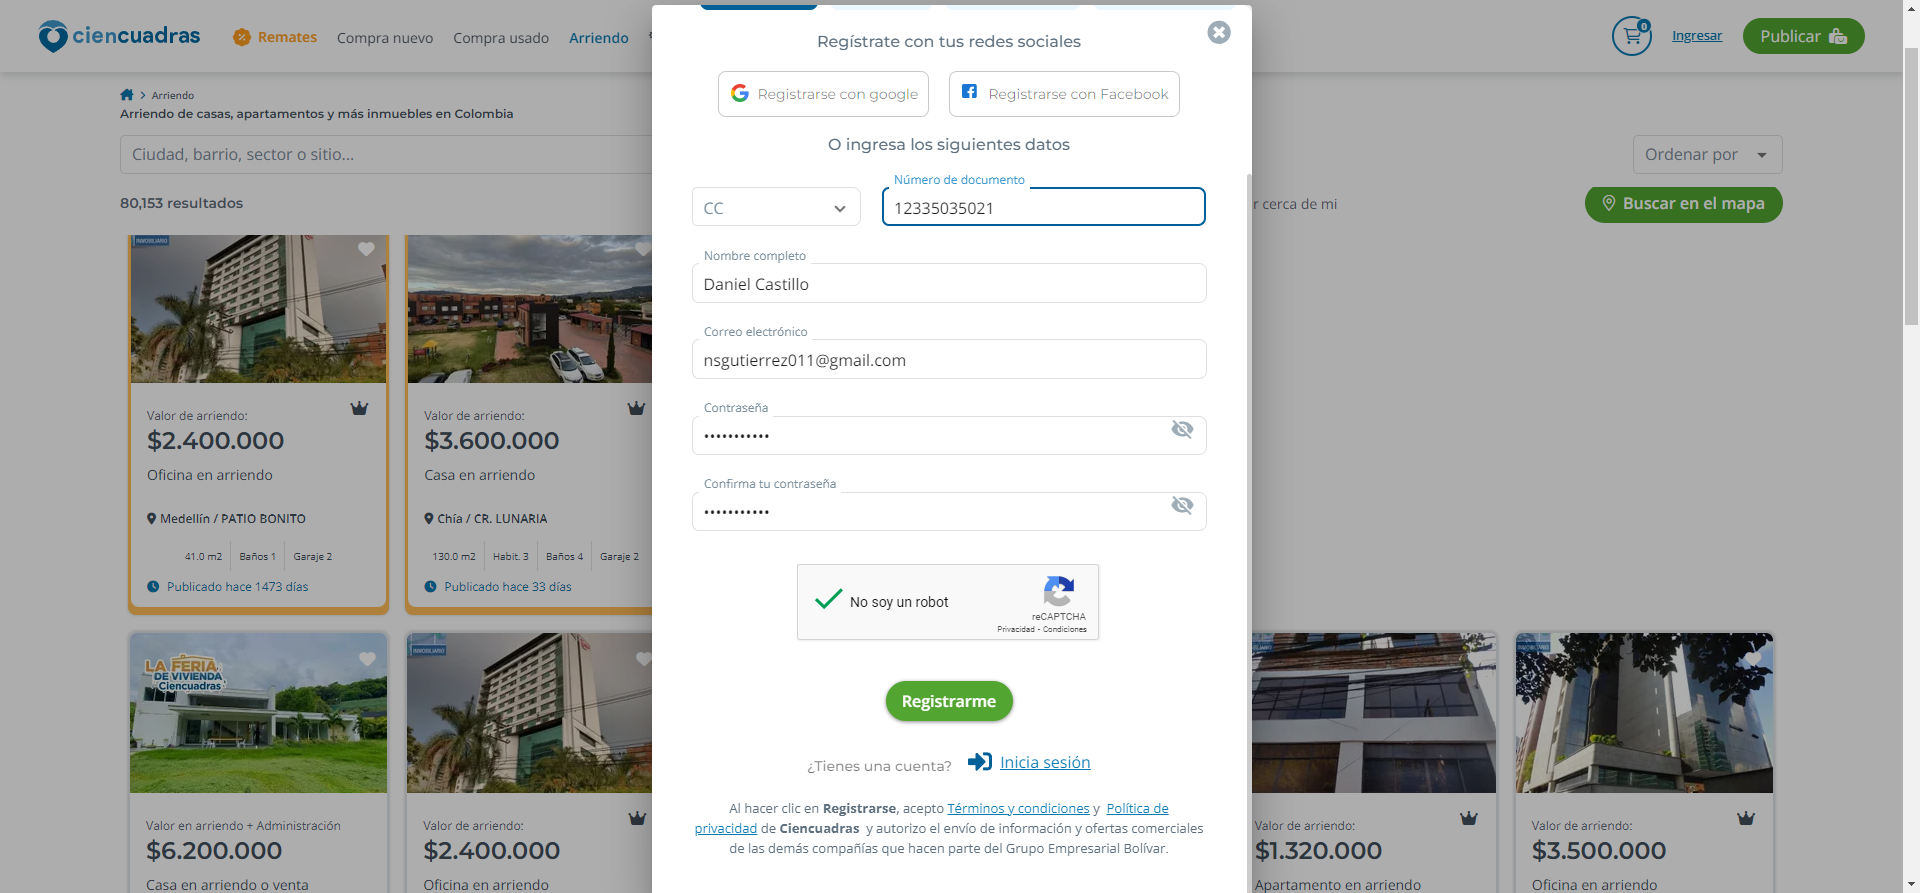 ciencuadras
Remates
Compra nuevo
Compra usado
Arriendo
0
Ingresar
Publicar
Arriendo
Arriendo de casas, apartamentos y más inmuebles en Colombia
Ciudad, barrio, sector o sitio...
Ordenar por
80,153 resultados
r cerca de mi
Buscar en el mapa
Regístrate con tus redes sociales
Registrarse con google
Registrarse con Facebook
O ingresa los siguientes datos
CC
Número de documento
12335035021
Nombre completo
Daniel Castillo
Correo electrónico
nsgutierrez011@gmail.com
Contraseña
•••••••••••
Confirma tu contraseña
•••••••••••
No soy un robot
reCAPTCHA
Privacidad - Condiciones
Registrarme
¿Tienes una cuenta?
Inicia sesión
Al hacer clic en Registrarse, acepto Términos y condiciones y Política de
privacidad de Ciencuadras y autorizo el envío de información y ofertas comerciales
de las demás compañías que hacen parte del Grupo Empresarial Bolívar.
INMOBILIARIO
Valor de arriendo:
$2.400.000
Oficina en arriendo
Medellín / PATIO BONITO
41.0 m2
Baños 1
Garaje 2
Publicado hace 1473 días
Valor de arriendo:
$3.600.000
Casa en arriendo
Chía / CR. LUNARIA
130.0 m2
Habit. 3
Baños 4
Garaje 2
Publicado hace 33 días
LA FERIA
DE VIVIENDA
Ciencuadras
Valor en arriendo + Administración
$6.200.000
Casa en arriendo o venta
INMOBILIARIO
Valor de arriendo:
$2.400.000
Oficina en arriendo
Valor de arriendo:
$1.320.000
Apartamento en arriendo
Valor de arriendo:
$3.500.000
Oficina en arriendo